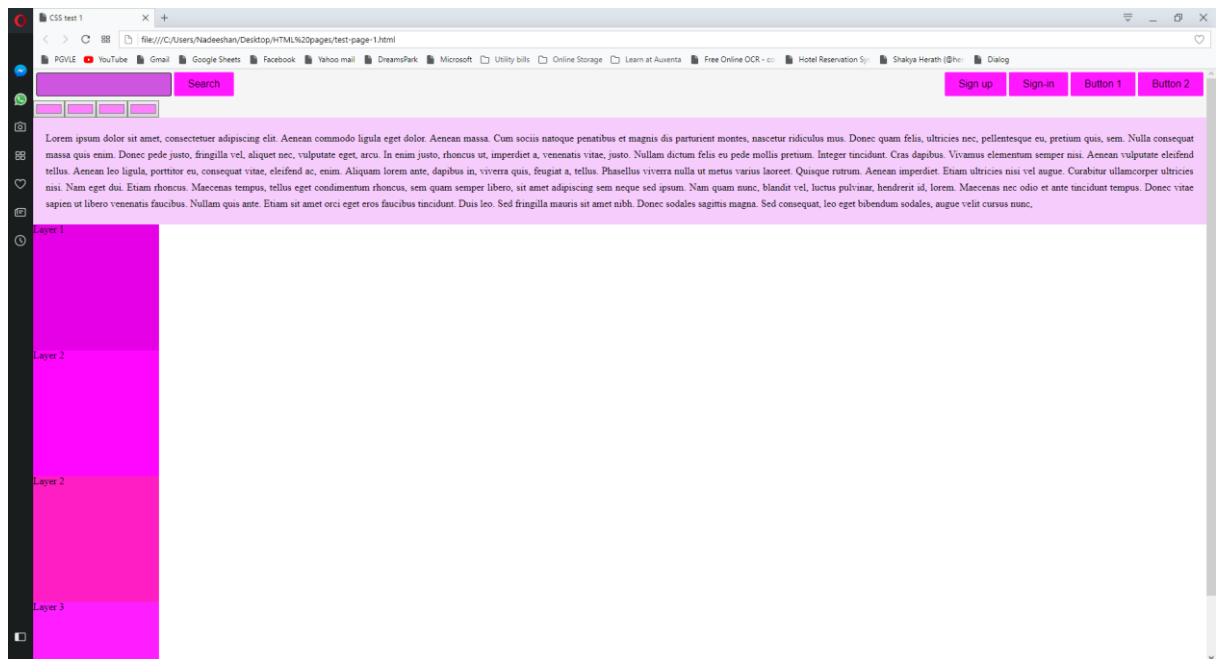 CSS test 1
file:///C:/Users/Nadeeshan/Desktop/HTML%20pages/test-page-1.html
PGVLE YouTube Gmail Google Sheets Facebook Yahoo mail DreamsPark Microsoft Utility bills Online Storage Learn at Auxenta Free Online OCR - co Hotel Reservation Sy Shakya Herath (@he Dialog
Search Sign up Sign-in Button 1 Button 2
Lorem ipsum dolor sit amet, consectetuer adipiscing elit. Aenean commodo ligula eget dolor. Aenean massa. Cum sociis natoque penatibus et magnis dis parturient montes, nascetur ridiculus mus. Donec quam felis, ultricies nec, pellentesque eu, pretium quis, sem. Nulla consequat
massa quis enim. Donec pede justo, fringilla vel, aliquet nec, vulputate eget, arcu. In enim justo, rhoncus ut, imperdiet a, venenatis vitae, justo. Nullam dictum felis eu pede mollis pretium. Integer tincidunt. Cras dapibus. Vivamus elementum semper nisi. Aenean vulputate eleifend
tellus. Aenean leo ligula, porttitor eu, consequat vitae, eleifend ac, enim. Aliquam lorem ante, dapibus in, viverra quis, feugiat a, tellus. Phasellus viverra nulla ut metus varius laoreet. Quisque rutrum. Aenean imperdiet. Etiam ultricies nisi vel augue. Curabitur ullamcorper ultricies
nisi. Nam eget dui. Etiam rhoncus. Maecenas tempus, tellus eget condimentum rhoncus, sem quam semper libero, sit amet adipiscing sem neque sed ipsum. Nam quam nunc, blandit vel, luctus pulvinar, hendrerit id, lorem. Maecenas nec odio et ante tincidunt tempus. Donec vitae
sapien ut libero venenatis faucibus. Nullam quis ante. Etiam sit amet orci eget eros faucibus tincidunt. Duis leo. Sed fringilla mauris sit amet nibh. Donec sodales sagittis magna. Sed consequat, leo eget bibendum sodales, augue velit cursus nunc,
Layer 1
Layer 2
Layer 2
Layer 3